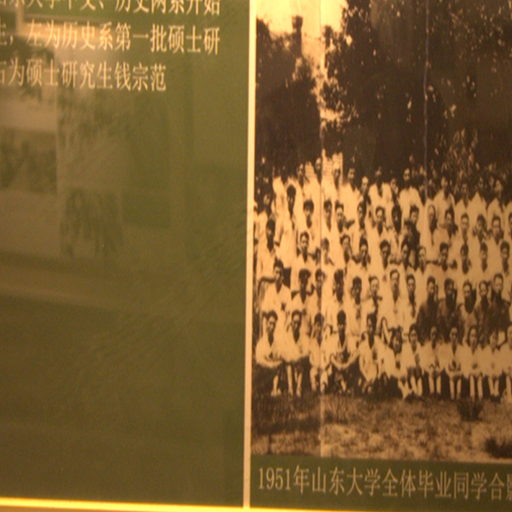 东大学中文、历史两系开始
生，左为历史系第一批硕士研
右为硕士研究生钱宗范
1951年山东大学全体毕业同学合影